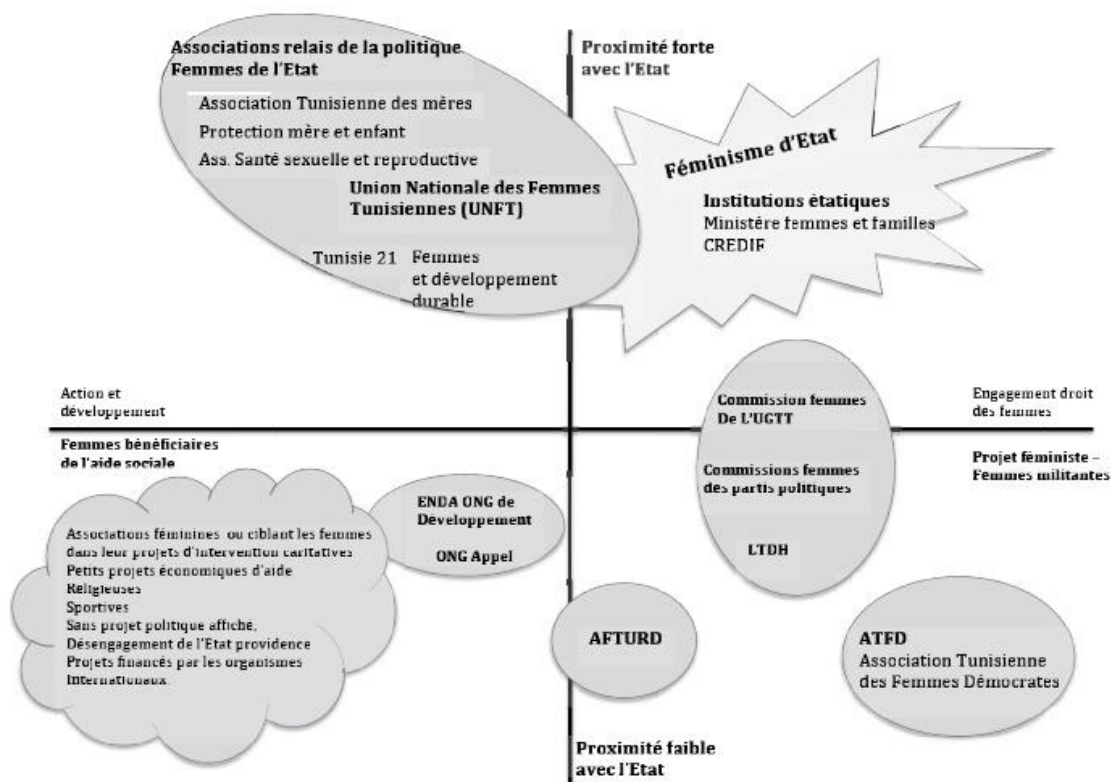 Associations relais de la politique
Femmes de l'Etat
Association Tunisienne des mères
Protection mère et enfant
Ass. Santé sexuelle et reproductive
Union Nationale des Femmes
Tunisiennes (UNFT)
Tunisie 21 Femmes
et développement
durable
Proximité forte
avec l'Etat
Féminisme d'Etat
Institutions étatiques
Ministère femmes et familles
CREDIF
Action et
développement
Femmes bénéficiaires
de l'aide sociale
Engagement droit
des femmes
Projet féministe –
Femmes militantes
Commission femmes
De L'UGTT
Commissions femmes
des partis politiques
LTDH
ENDA ONG de
Développement
ONG Appel
Associations féminines ou ciblant les femmes
dans leur projets d'intervention caritatives
Petits projets économiques d'aide
Religieuses
Sportives
Sans projet politique affiché,
Désengagement de l'Etat providence
Projets financés par les organismes
Internationaux.
AFTURD
ATFD
Association Tunisienne
des Femmes Démocrates
Proximité faible
avec l'Etat